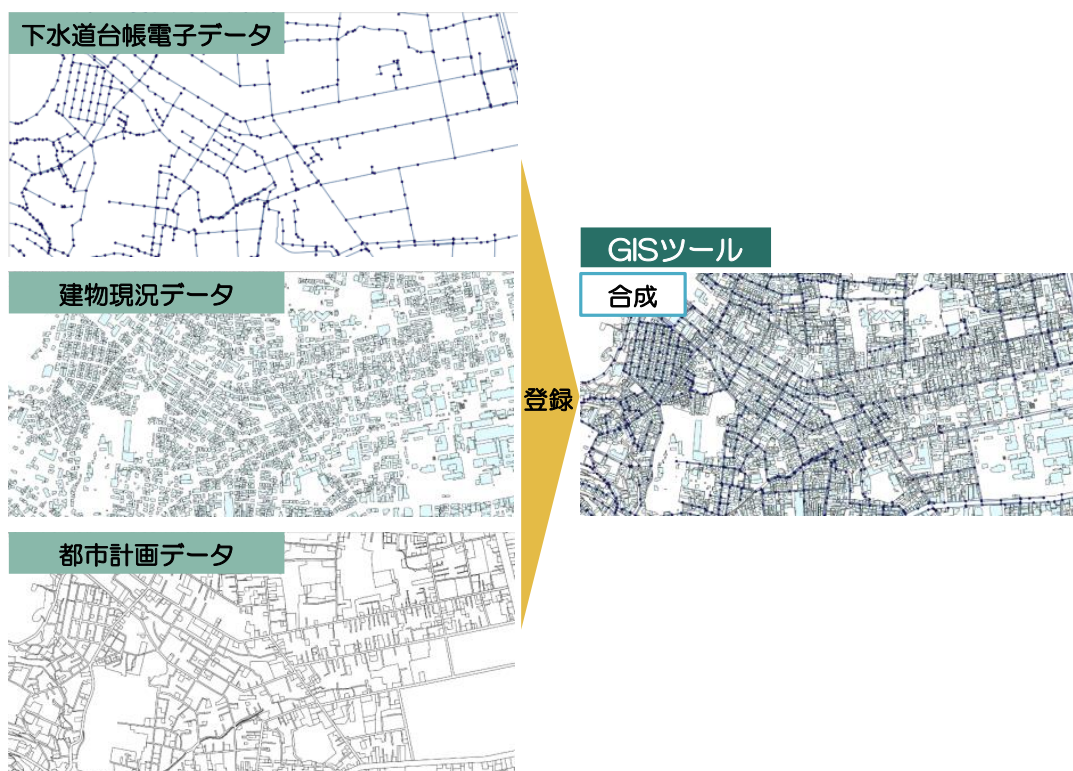 下水道台帳電子データ
建物現況データ
都市計画データ
登録
GISツール
合成